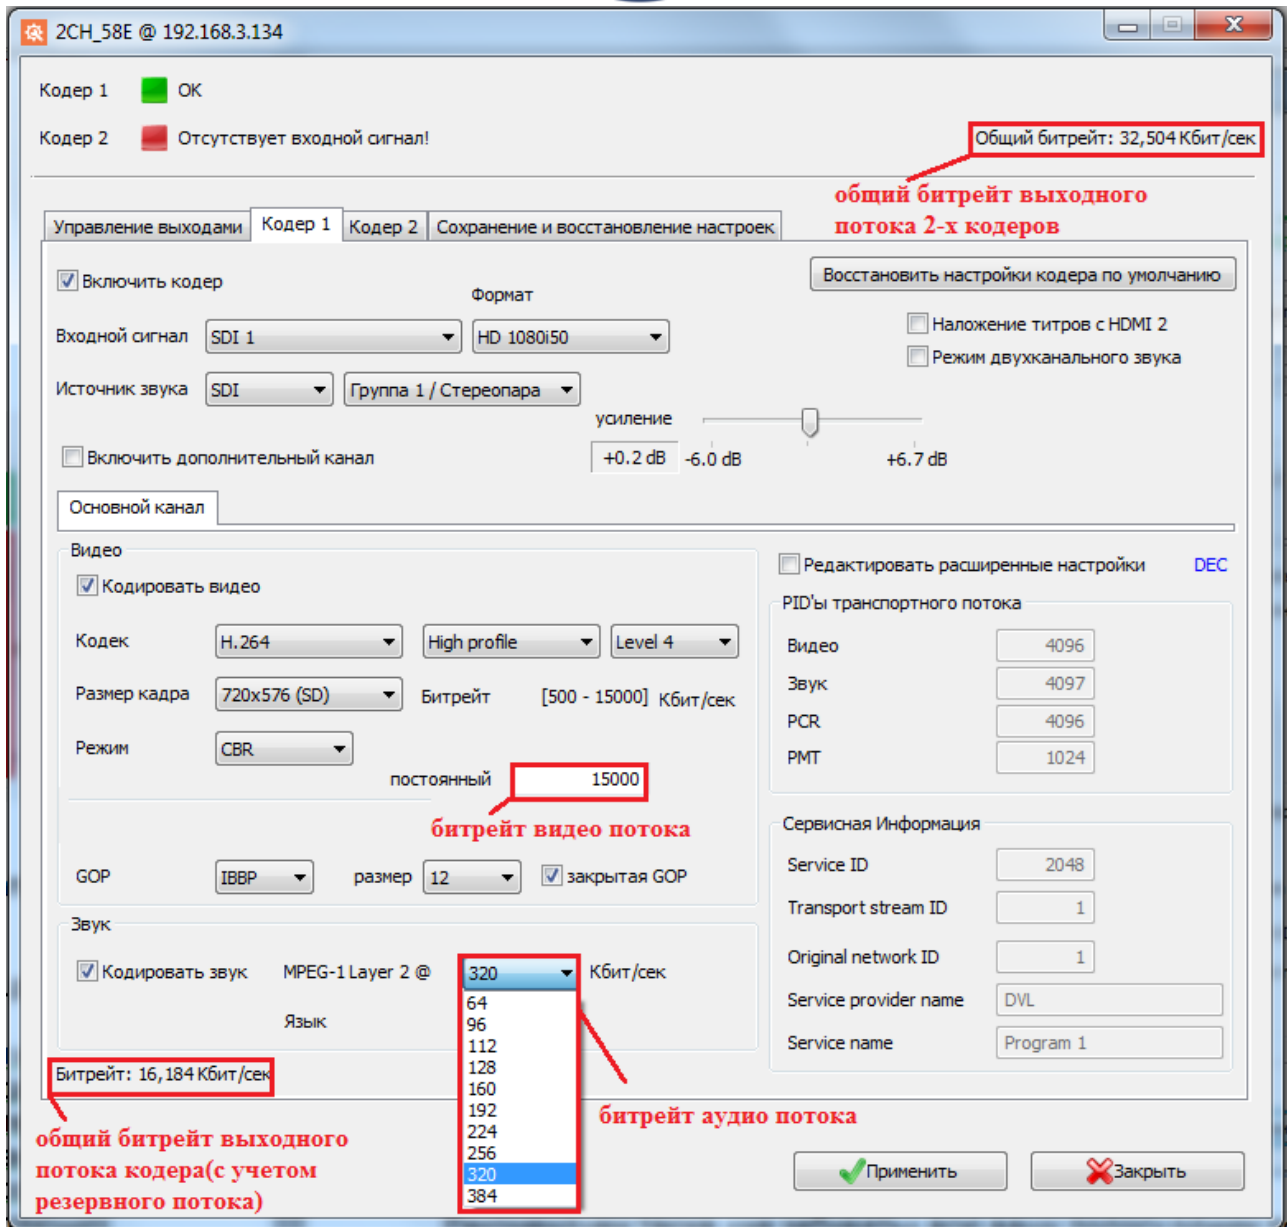 2CH_58E @ 192.168.3.134
Кодер 1 OK
Кодер 2 Отсутствует входной сигнал!
Общий битрейт: 32,504 Кбит/сек
общий битрейт выходного
потока 2-х кодеров
Управление выходами Кодер 1 Кодер 2 Сохранение и восстановление настроек
Включить кодер
Восстановить настройки кодера по умолчанию
Формат
Входной сигнал SDI 1 HD 1080i50
Наложение титров с HDMI 2
Режим двухканального звука
Источник звука SDI Группа 1 / Стереопара
усиление
Включить дополнительный канал
+0.2 dB -6.0 dB +6.7 dB
Основной канал
Видео
Кодировать видео
Кодек H.264 High profile Level 4
Размер кадра 720x576 (SD) Битрейт [500 - 15000] Кбит/сек
Режим CBR
постоянный 15000
битрейт видео потока
GOP IBBP размер 12 закрытая GOP
Звук
Кодировать звук MPEG-1 Layer 2 @ 320 Кбит/сек
64
96
112
128
160
192
224
256
320
384
Язык
битрейт аудио потока
Битрейт: 16,184 Кбит/сек
общий битрейт выходного
потока кодера(с учетом
резервного потока)
Редактировать расширенные настройки DEC
PID'ы транспортного потока
Видео 4096
Звук 4097
PCR 4096
PMT 1024
Сервисная Информация
Service ID 2048
Transport stream ID 1
Original network ID 1
Service provider name DVL
Service name Program 1
Применить Закрыть